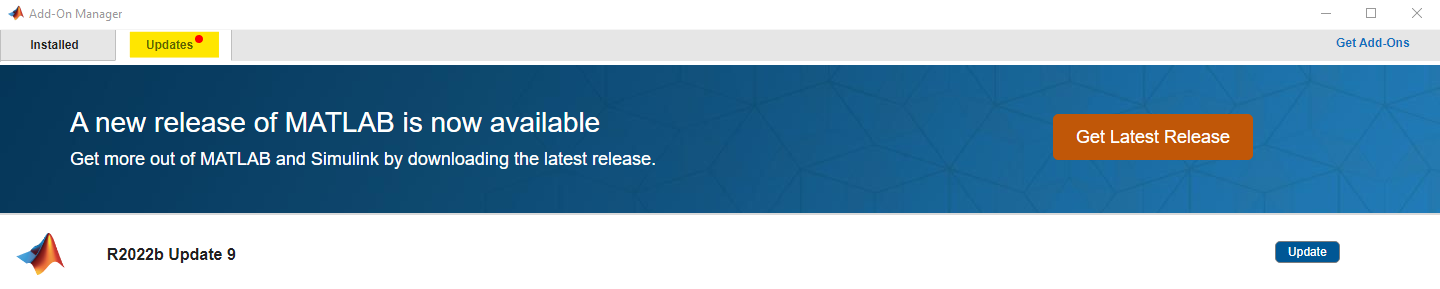 Add-On Manager
Installed Updates Get Add-Ons
A new release of MATLAB is now available
Get more out of MATLAB and Simulink by downloading the latest release.
Get Latest Release
R2022b Update 9 Update